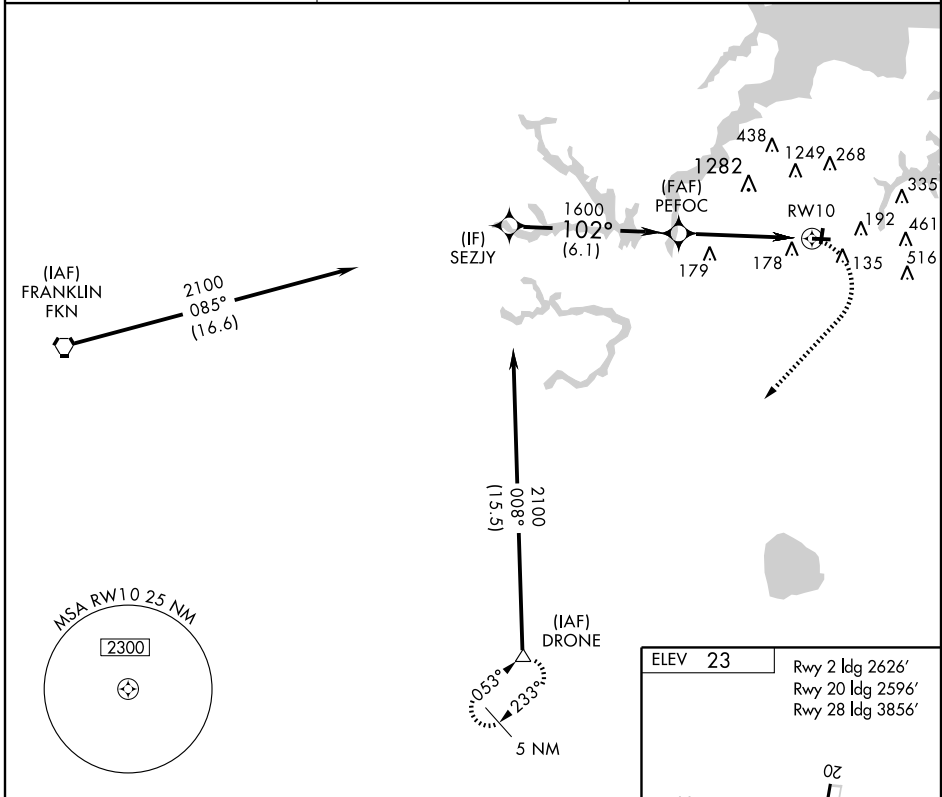 438
1249
268
1282
335
(FAF)
PEFOC
RW10
192
461
1600
102°
(6.1)
(IF)
SEZJY
179
178
135
516
(IAF)
FRANKLIN
FKN
2100
085°
(16.6)
2100
008°
(15.5)
MSA RW10 25 NM
2300
(IAF)
DRONE
053°
233°
5 NM
ELEV 23
Rwy 2 ldg 2626'
Rwy 20 ldg 2596'
Rwy 28 ldg 3856'
20